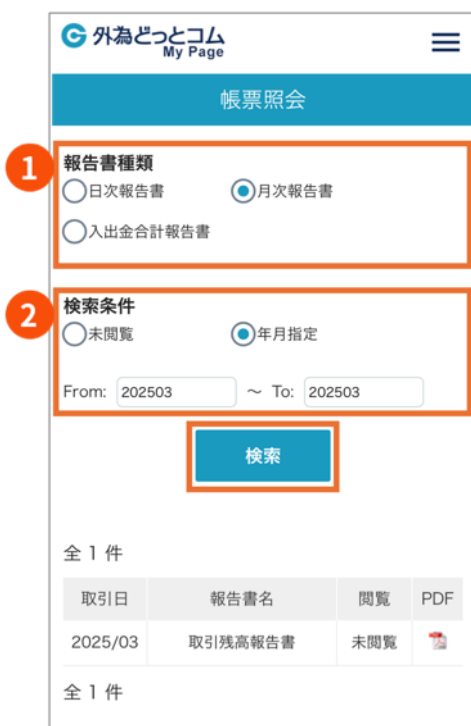 外為どっとコム
My Page
帳票照会
1
報告書種類
日次報告書 月次報告書
入出金合計報告書
2
検索条件
未閲覧 年月指定
From: 202503 ～ To: 202503
検索
全 1 件
取引日 報告書名 閲覧 PDF
2025/03 取引残高報告書 未閲覧
全 1 件